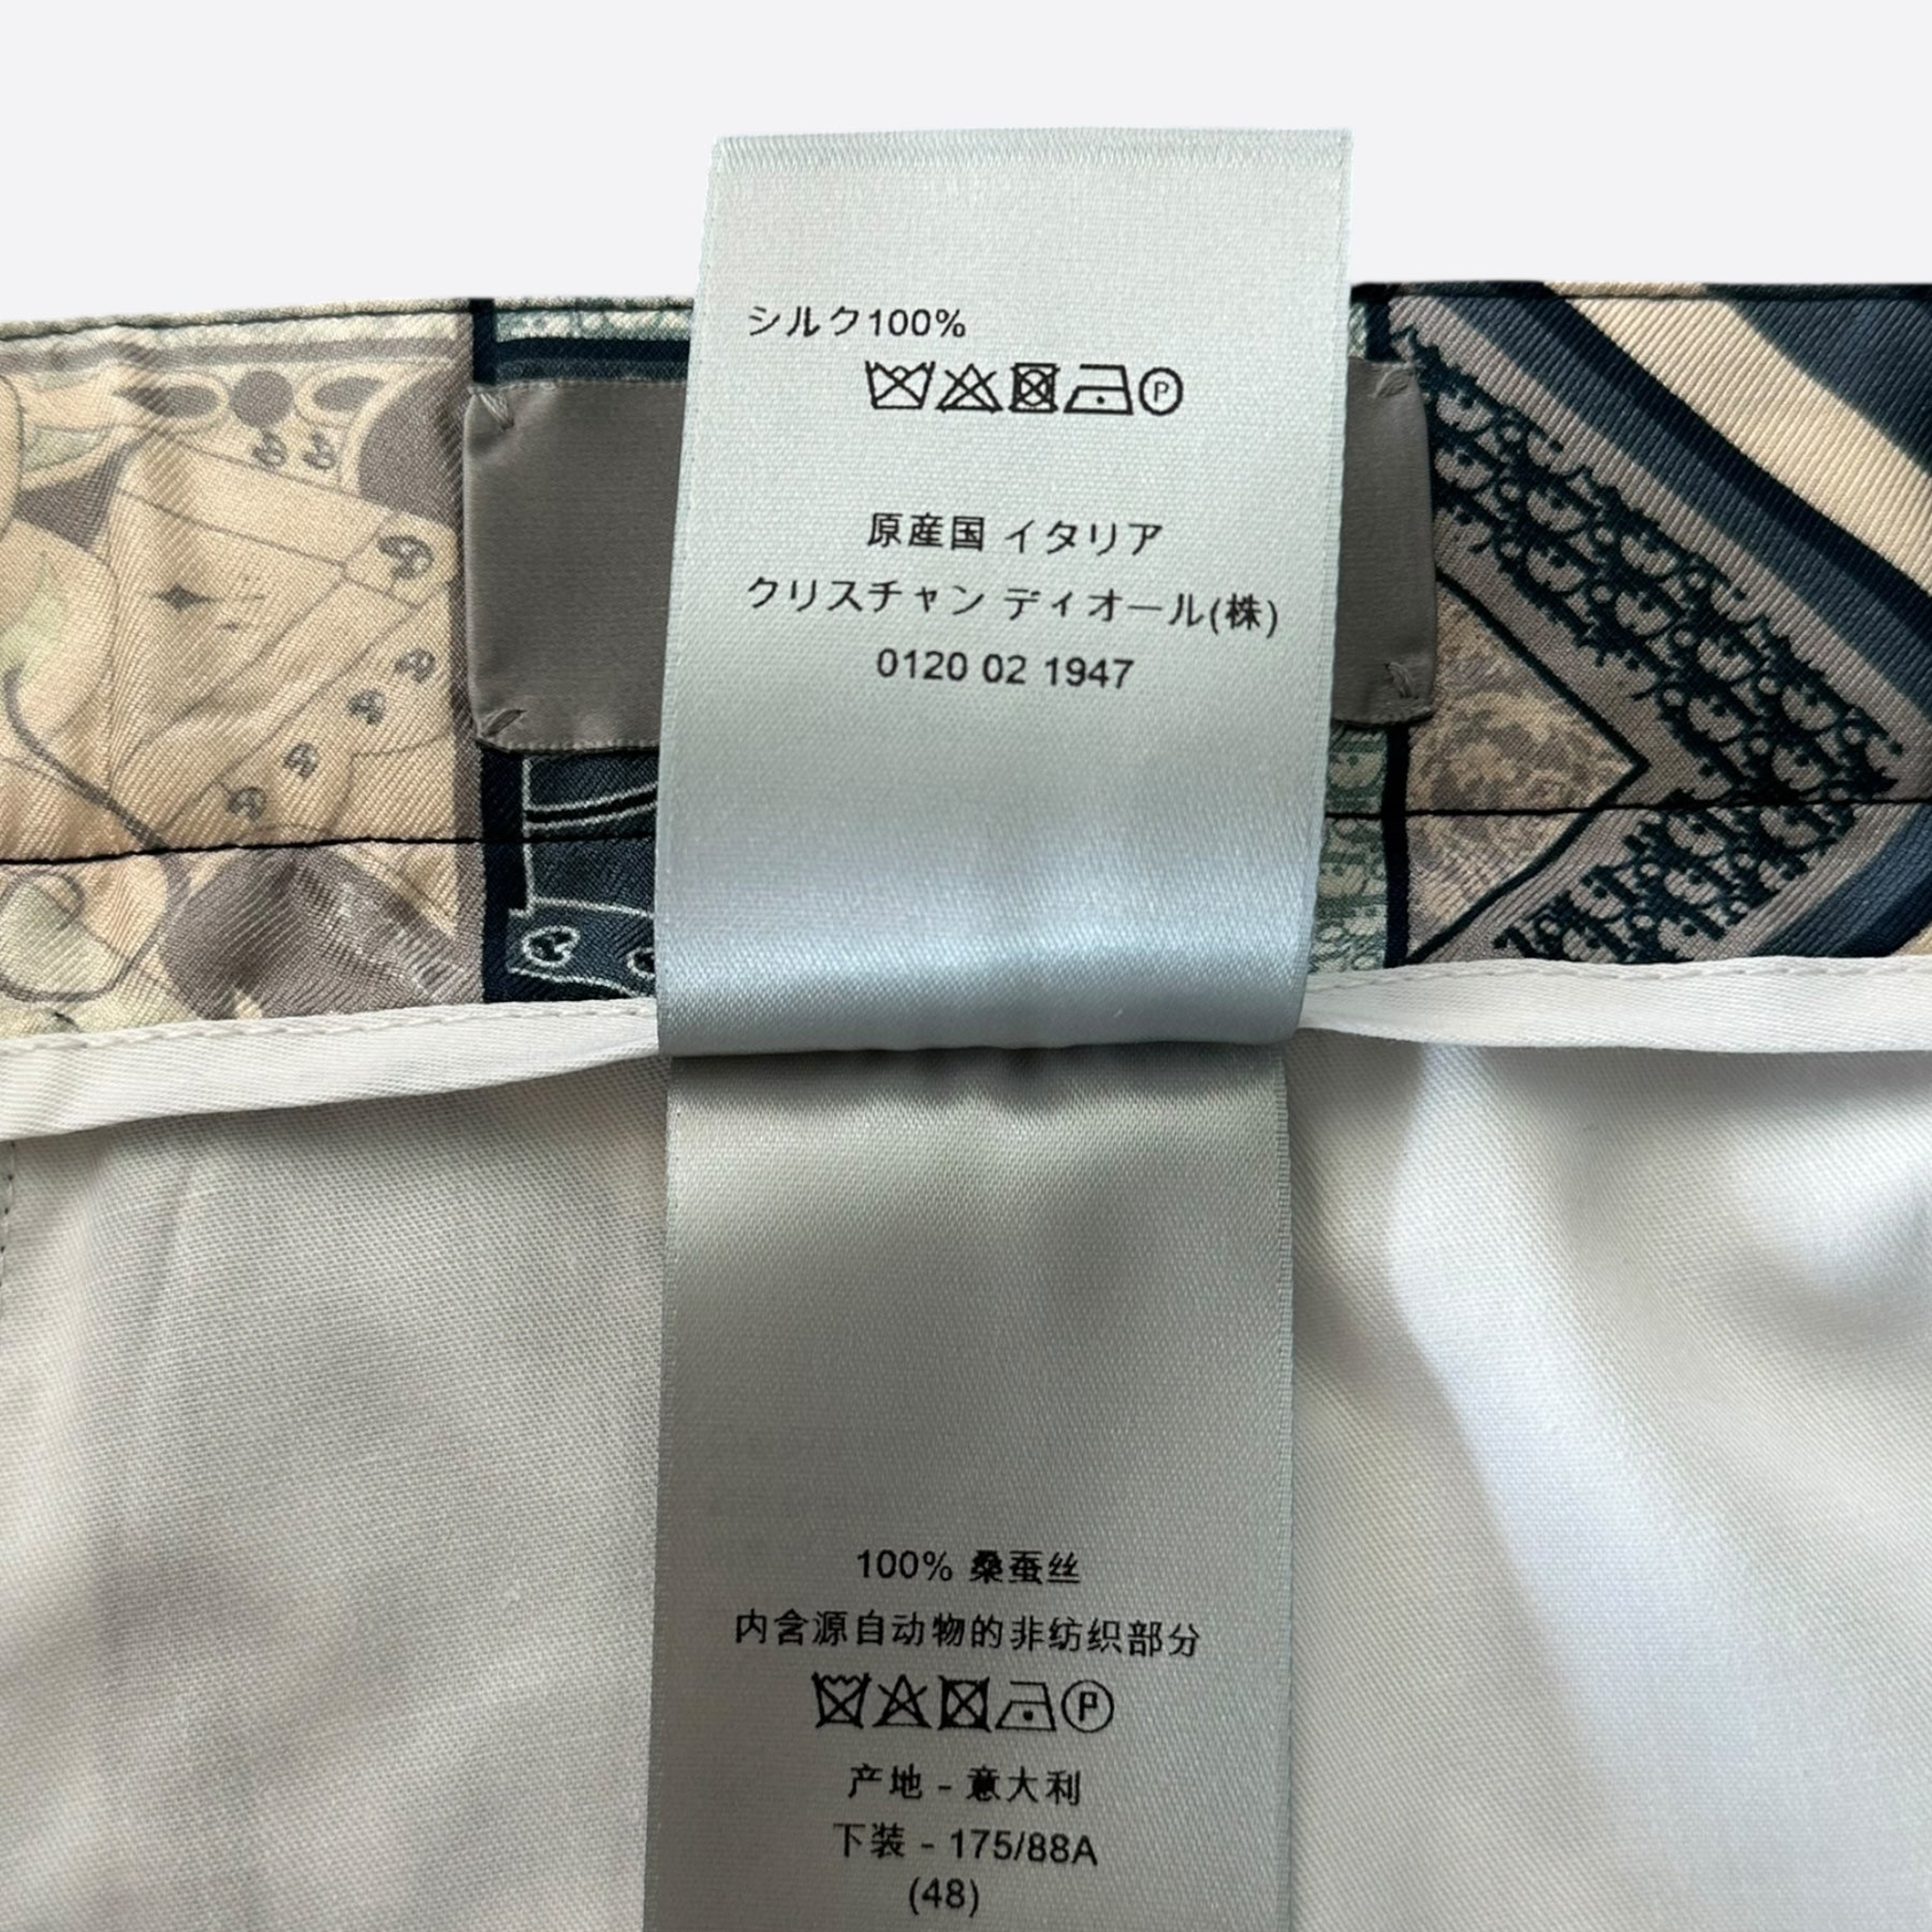 シルク100%
P
原産国 イタリア
クリスチャン ディオール(株)
0120 02 1947
100% 桑蚕丝
内含源自动物的非纺织部分
P
产地 - 意大利
下装 - 175/88A
(48)